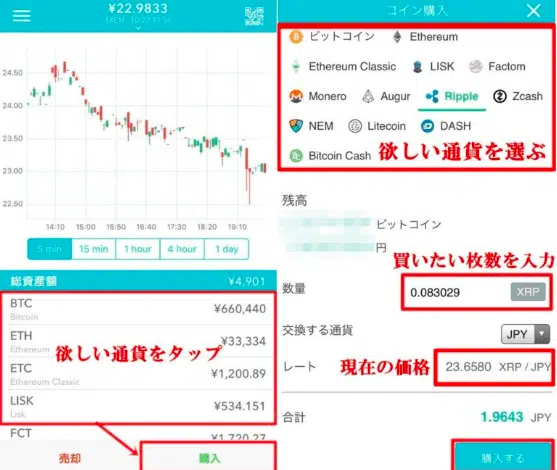 ¥22.9833
1XEM, 10/22 19:56
24.50
24.00
23.50
23.00
22.50
14:10 15:00 15:50 16:40 17:30 18:20 19:10
5 min 15 min 1 hour 4 hour 1 day
総資産額 ¥4,901
BTC ¥660,440
Bitcoin
ETH ¥33,334
Ethereum
欲しい通貨をタップ
ETC ¥1,200.89
Ethereum Classic
LISK ¥534.151
Lisk
FCT ¥1,720.27
売却 購入
コイン購入
ビットコイン Ethereum
Ethereum Classic LISK Factom
Monero Augur Ripple Zcash
NEM Litecoin DASH
Bitcoin Cash 欲しい通貨を選ぶ
残高
ビットコイン
円
買いたい枚数を入力
数量 0.083029 XRP
交換する通貨 JPY
レート 現在の価格 23.6580 XRP / JPY
合計 1.9643 JPY
購入する